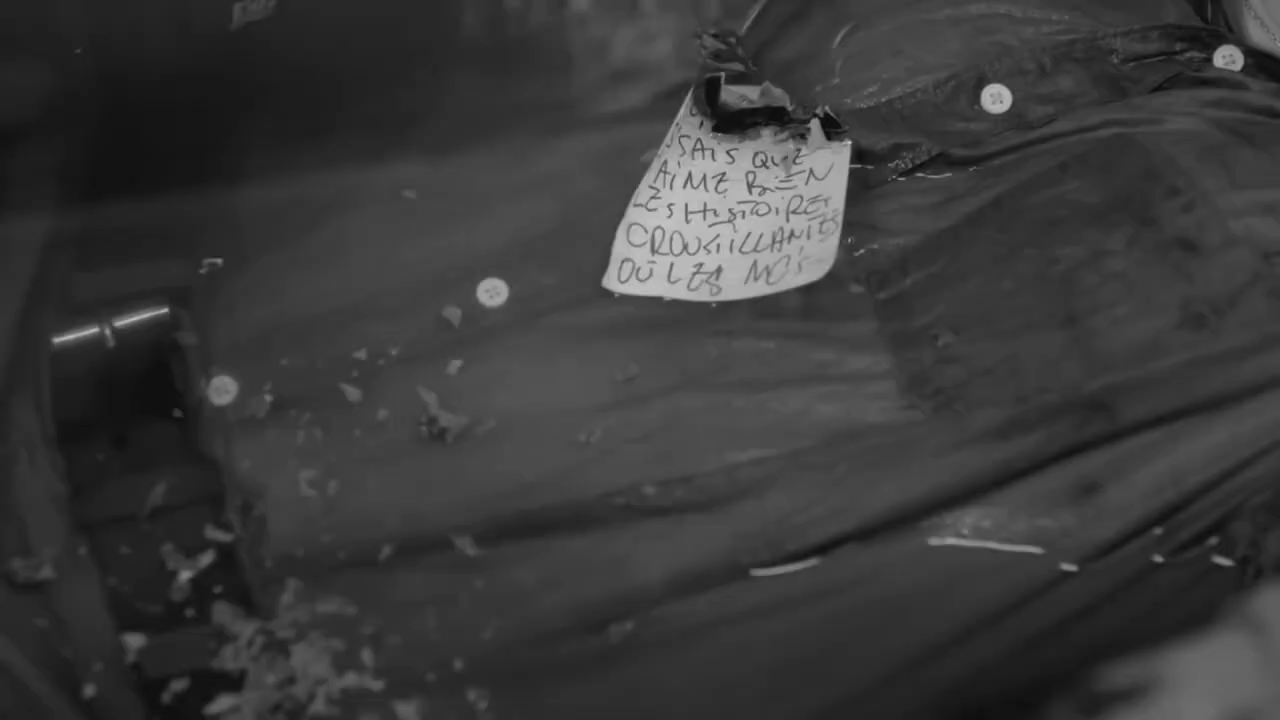 SAIS QUE
AIME BIEN
LES HISTOIRES
CROUSTILLANTES
OÙ LES